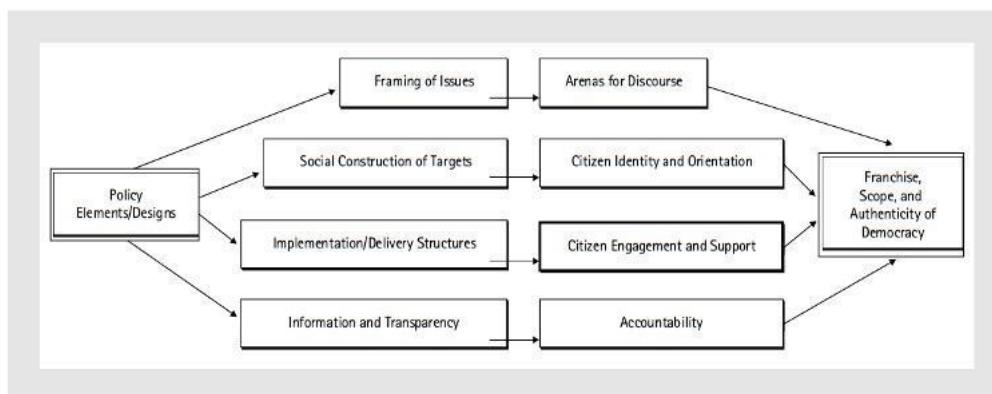 Framing of Issues
Arenas for Discourse
Social Construction of Targets
Citizen Identity and Orientation
Policy
Elements/Designs
Franchise,
Scope, and
Authenticity of
Democracy
Implementation/Delivery Structures
Citizen Engagement and Support
Information and Transparency
Accountability